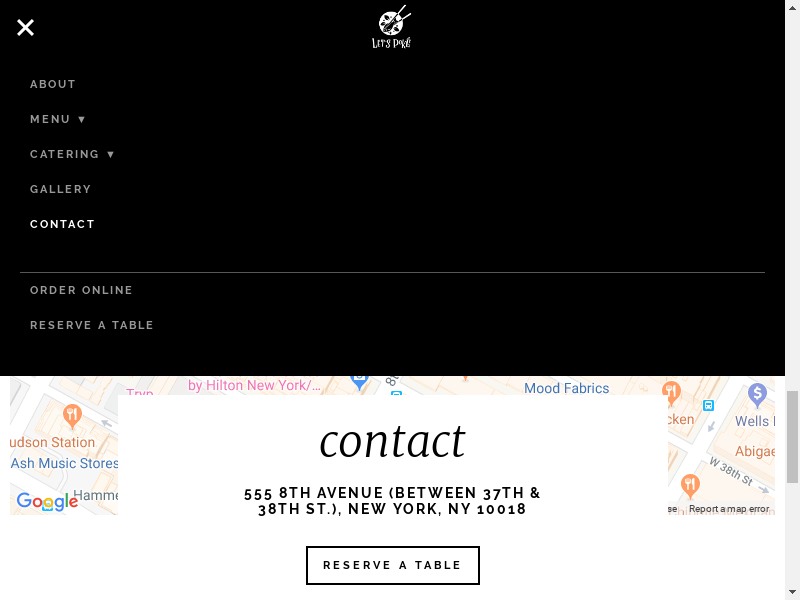 LET'S POKÉ
ABOUT
MENU ▼
CATERING ▼
GALLERY
CONTACT
ORDER ONLINE
RESERVE A TABLE
by Hilton New York/...
Mood Fabrics
Tryp
cken
Wells
udson Station
Abigae
Ash Music Stores
W 38th St
Google
Hamme
se
Report a map error
contact
555 8TH AVENUE (BETWEEN 37TH &
38TH ST.), NEW YORK, NY 10018
RESERVE A TABLE